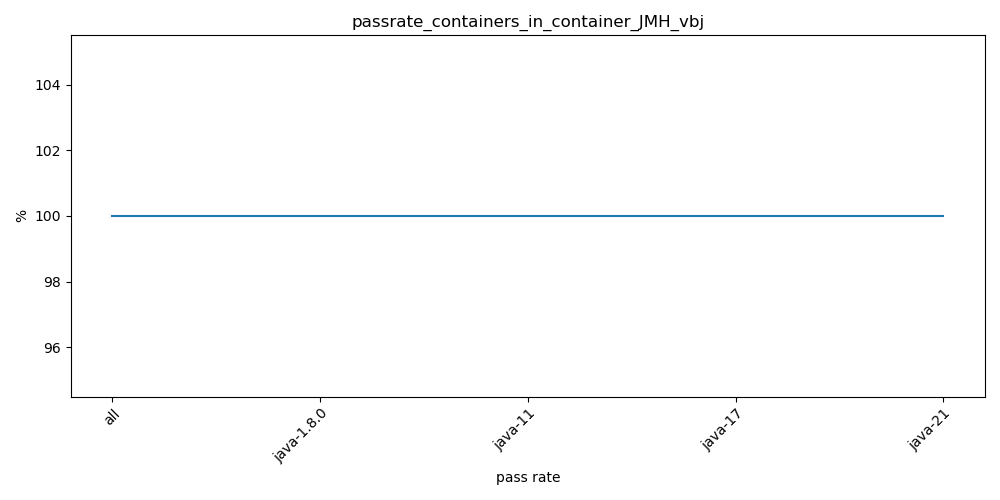 passrate_containers_in_container_JMH_vbj
104
102
100
98
96
%
all
java-1.8.0
java-11
java-17
java-21
pass rate